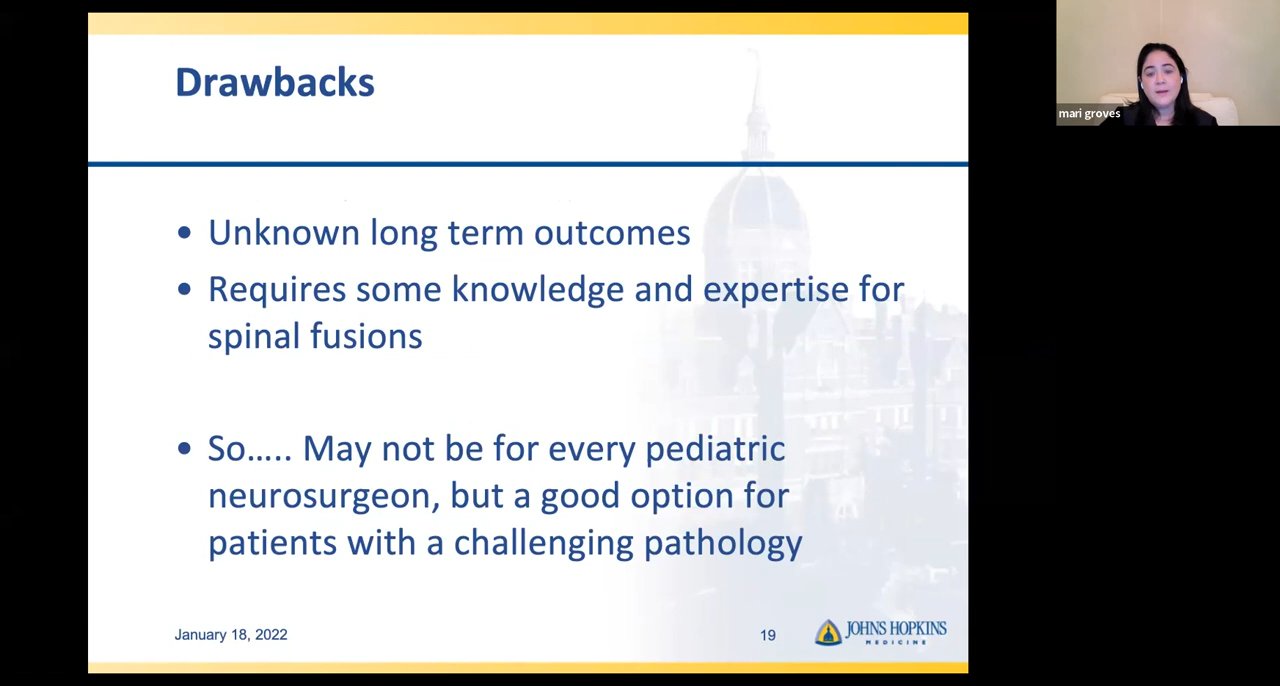 Drawbacks
mari groves
• Unknown long term outcomes
• Requires some knowledge and expertise for
spinal fusions
• So….. May not be for every pediatric
neurosurgeon, but a good option for
patients with a challenging pathology
January 18, 2022
19
JOHNS HOPKINS
MEDICINE